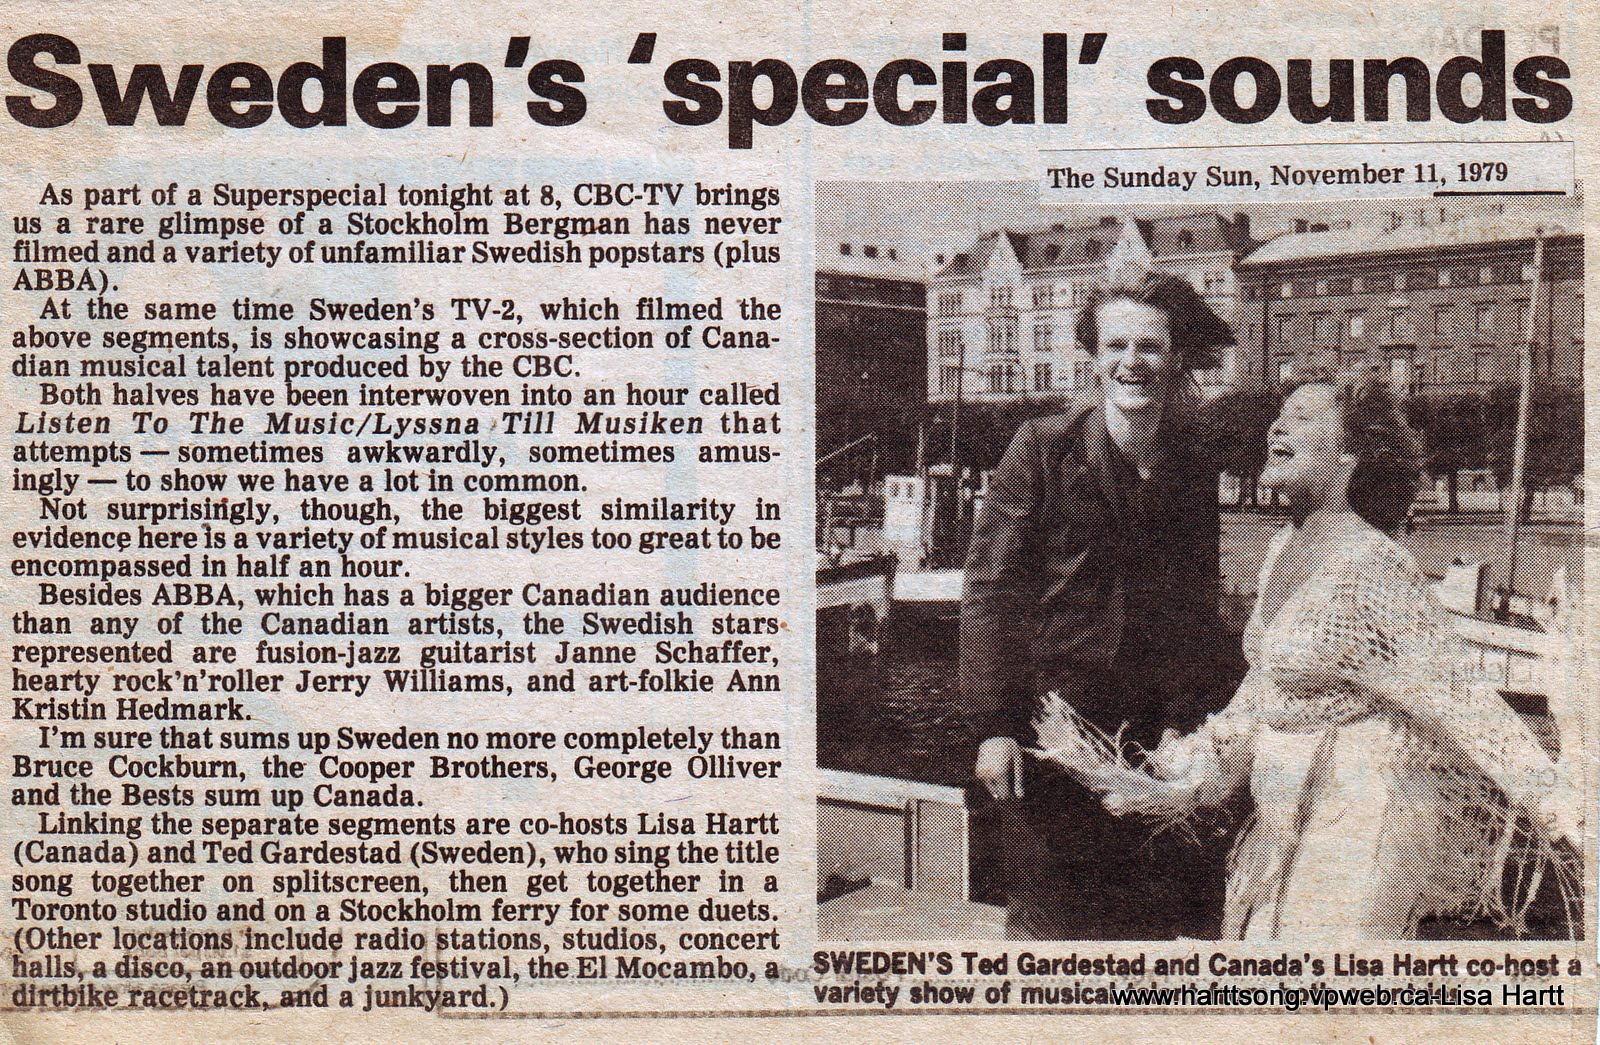 Sweden's 'special' sounds
The Sunday Sun, November 11, 1979
As part of a Superspecial tonight at 8, CBC-TV brings
us a rare glimpse of a Stockholm Bergman has never
filmed and a variety of unfamiliar Swedish popstars (plus
ABBA).
At the same time Sweden's TV-2, which filmed the
above segments, is showcasing a cross-section of Cana-
dian musical talent produced by the CBC.
Both halves have been interwoven into an hour called
Listen To The Music/Lyssna Till Musiken that
attempts — sometimes awkwardly, sometimes amus-
ingly — to show we have a lot in common.
Not surprisingly, though, the biggest similarity in
evidence here is a variety of musical styles too great to be
encompassed in half an hour.
Besides ABBA, which has a bigger Canadian audience
than any of the Canadian artists, the Swedish stars
represented are fusion-jazz guitarist Janne Schaffer,
hearty rock'n'roller Jerry Williams, and art-folkie Ann
Kristin Hedmark.
I'm sure that sums up Sweden no more completely than
Bruce Cockburn, the Cooper Brothers, George Olliver
and the Bests sum up Canada.
Linking the separate segments are co-hosts Lisa Hartt
(Canada) and Ted Gardestad (Sweden), who sing the title
song together on splitscreen, then get together in a
Toronto studio and on a Stockholm ferry for some duets.
(Other locations include radio stations, studios, concert
halls, a disco, an outdoor jazz festival, the El Mocambo, a
dirtbike racetrack, and a junkyard.)
SWEDEN'S Ted Gardestad and Canada's Lisa Hartt co-host a
variety show of musical
www.harttsong.vpweb.ca-Lisa Hartt